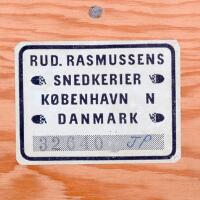 RUD. RASMUSSENS
SNEDKERIER
KØBENHAVN N
DANMARK
32640 JP